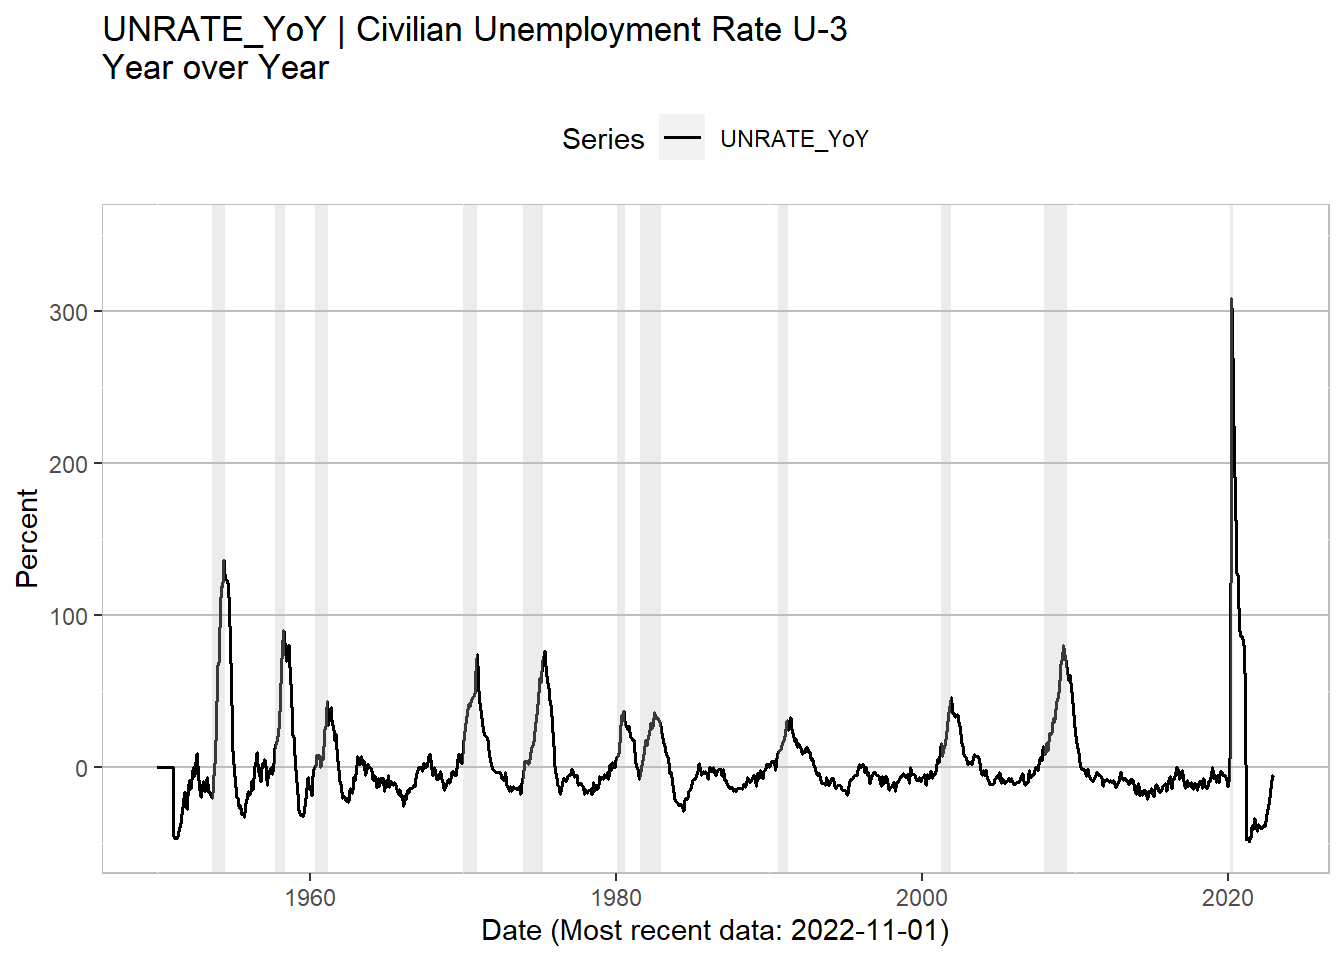 UNRATE_YoY | Civilian Unemployment Rate U-3
Year over Year
Series UNRATE_YoY
300
200
100
0
Percent
1960 1980 2000 2020
Date (Most recent data: 2022-11-01)